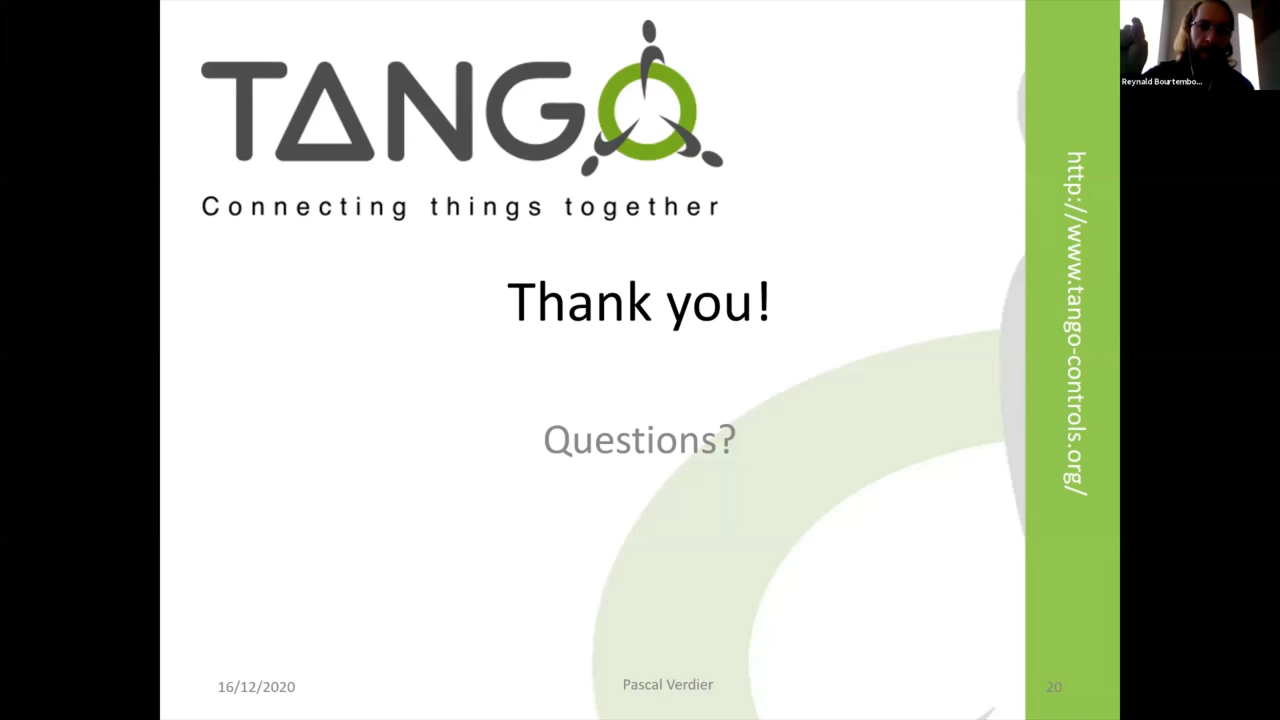 TANGO
Connecting things together
Thank you!
Questions?
16/12/2020
Pascal Verdier
20
http://www.tango-controls.org/
Reynald Bourtembo...